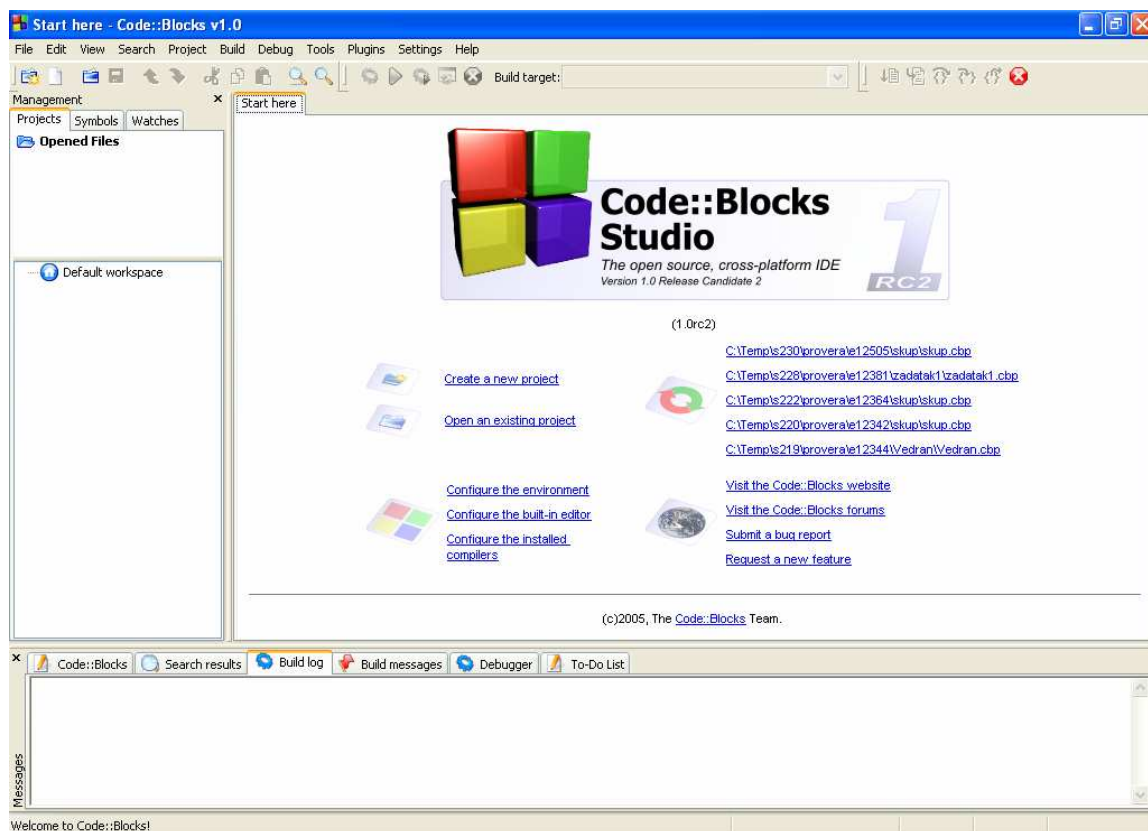 Start here - Code::Blocks v1.0
File Edit View Search Project Build Debug Tools Plugins Settings Help
Build target:
Management
Projects Symbols Watches
Opened Files
Default workspace
Start here
Code::Blocks
Studio
The open source, cross-platform IDE
Version 1.0 Release Candidate 2
1
RC2
(1.0rc2)
Create a new project
Open an existing project
C:\Temp\s230\provera\e12505\skup\skup.cbp
C:\Temp\s228\provera\e12381\zadatak1\zadatak1.cbp
C:\Temp\s222\provera\e12364\skup\skup.cbp
C:\Temp\s220\provera\e12342\skup\skup.cbp
C:\Temp\s219\provera\e12344\Vedran\Vedran.cbp
Configure the environment
Configure the built-in editor
Configure the installed
compilers
Visit the Code::Blocks website
Visit the Code::Blocks forums
Submit a bug report
Request a new feature
(c)2005, The Code::Blocks Team.
Code::Blocks Search results Build log Build messages Debugger To-Do List
Messages
Welcome to Code::Blocks!